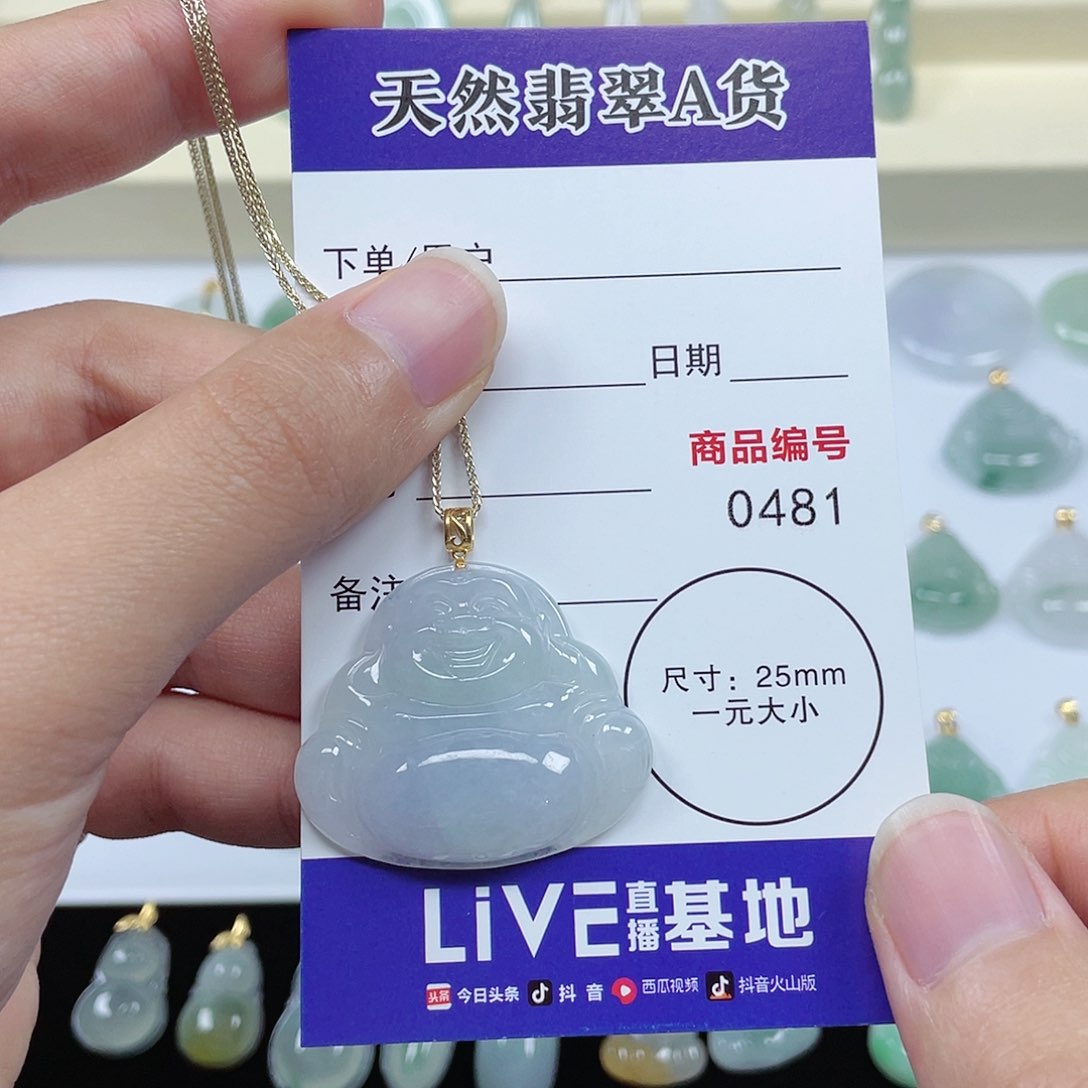 天然翡翠A货
下单/
日期
商品编号
0481
备注
尺寸：25mm
一元大小
LiVE直播基地
头条 今日头条 抖音 西瓜视频 抖音火山版